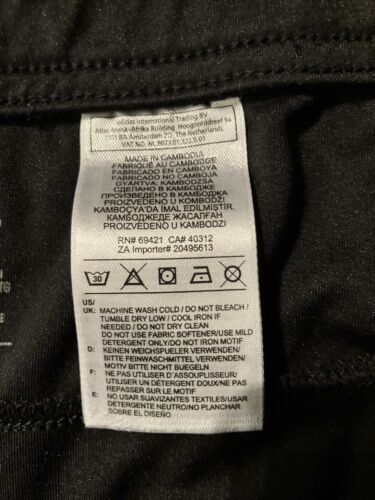 adidas International Trading BV
Atlas Arena-Afrika Building, Hoogoorddreef 9a
1101 BA Amsterdam ZO, The Netherlands
VAT NO. NL 8073.01.322.B.01
MADE IN CAMBODIA
FABRIQUÉ AU CAMBODGE
FABRICADO EN CAMBOYA
FABRICADO NO CAMBOJA
GYÁRTVA: KAMBODZSA
СДЕЛАНО В КАМБОДЖЕ
ПРОИЗВЕДЕНО В КАМБОДЖА
PROIZVEDENO U KOMBODŽI
KAMBOÇYA'DA İMAL EDİLMİŞTİR.
КАМБОДЖЕДЕ ЖАСАЛҒАН
PROIZVEDENO U KAMBODZI
RN# 69421 CA# 40312
ZA Importer# 20495613
30
US/
UK: MACHINE WASH COLD / DO NOT BLEACH /
TUMBLE DRY LOW / COOL IRON IF
NEEDED / DO NOT DRY CLEAN
DO NOT USE FABRIC SOFTENER/USE MILD
DETERGENT ONLY/DO NOT IRON MOTIF
D: KEINEN WEICHSPUELER VERWENDEN/
BITTE FEINWASCHMITTEL VERWENDEN/
MOTIV BITTE NICHT BUEGELN
F: NE PAS UTILISER D'ASSOUPLISSEUR/
UTILISER UN DÉTERGENT DOUX/NE PAS
REPASSER SUR LE MOTIF
E: NO USAR SUAVIZANTES TEXTILES/USAR
DETERGENTE NEUTRO/NO PLANCHAR
SOBRE EL DISEÑO